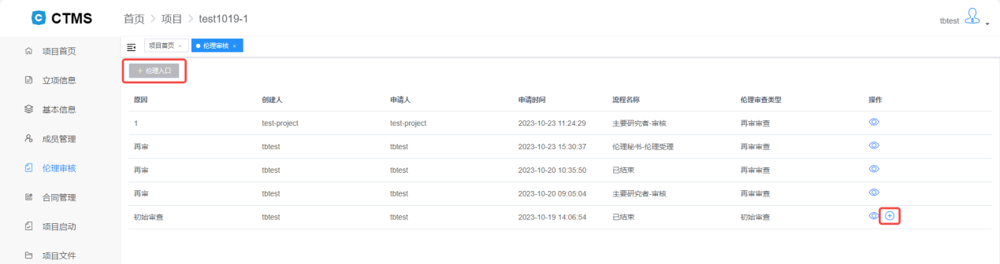 CTMS 首页 > 项目 > test1019-1 tbtest
项目首页 项目首页 × 伦理审核 ×
+ 伦理入口
立项信息
原因 创建人 申请人 申请时间 流程名称 伦理审查类型 操作
基本信息
1 test-project test-project 2023-10-23 11:24:29 主要研究者-审核 再审审查
成员管理
再审 tbtest tbtest 2023-10-23 15:30:37 伦理秘书-伦理受理 再审审查
伦理审核
再审 tbtest tbtest 2023-10-20 10:35:50 已结束 再审审查
合同管理
再审 tbtest tbtest 2023-10-20 09:05:04 主要研究者-审核 再审审查
初始审查 tbtest tbtest 2023-10-19 14:06:54 已结束 初始审查
项目启动
项目文件